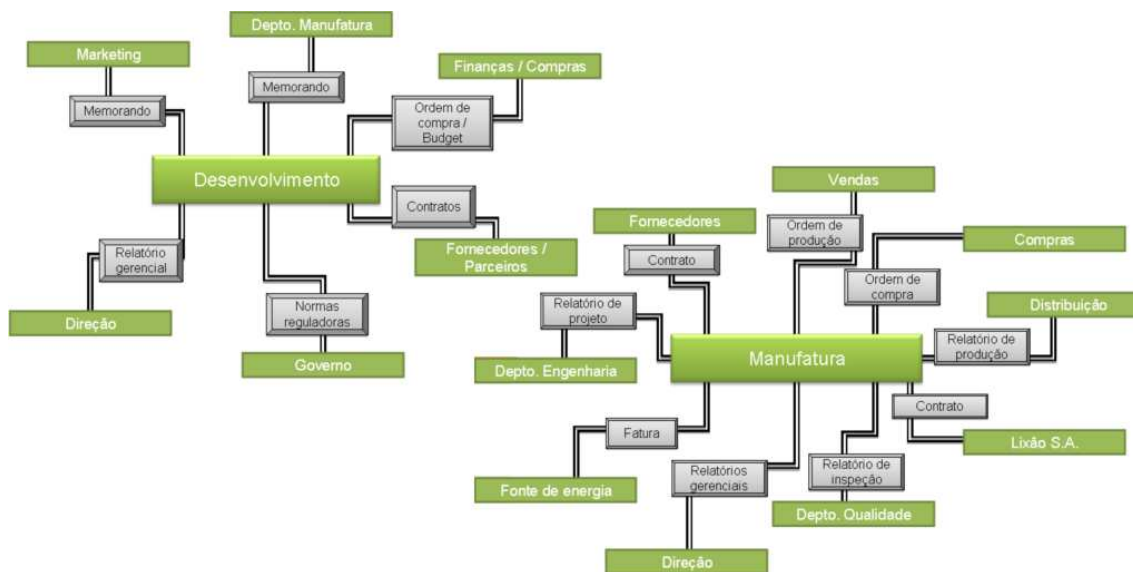 Depto. Manufatura
Marketing
Memorando
Memorando
Finanças / Compras
Ordem de
compra /
Budget
Desenvolvimento
Contratos
Fornecedores /
Parceiros
Relatório
gerencial
Direção
Normas
reguladoras
Governo
Vendas
Ordem de
produção
Fornecedores
Contrato
Compras
Ordem de
compra
Relatório de
projeto
Depto. Engenharia
Distribuição
Relatório de
produção
Manufatura
Contrato
Lixão S.A.
Fatura
Fonte de energia
Relatórios
gerenciais
Direção
Relatório de
inspeção
Depto. Qualidade